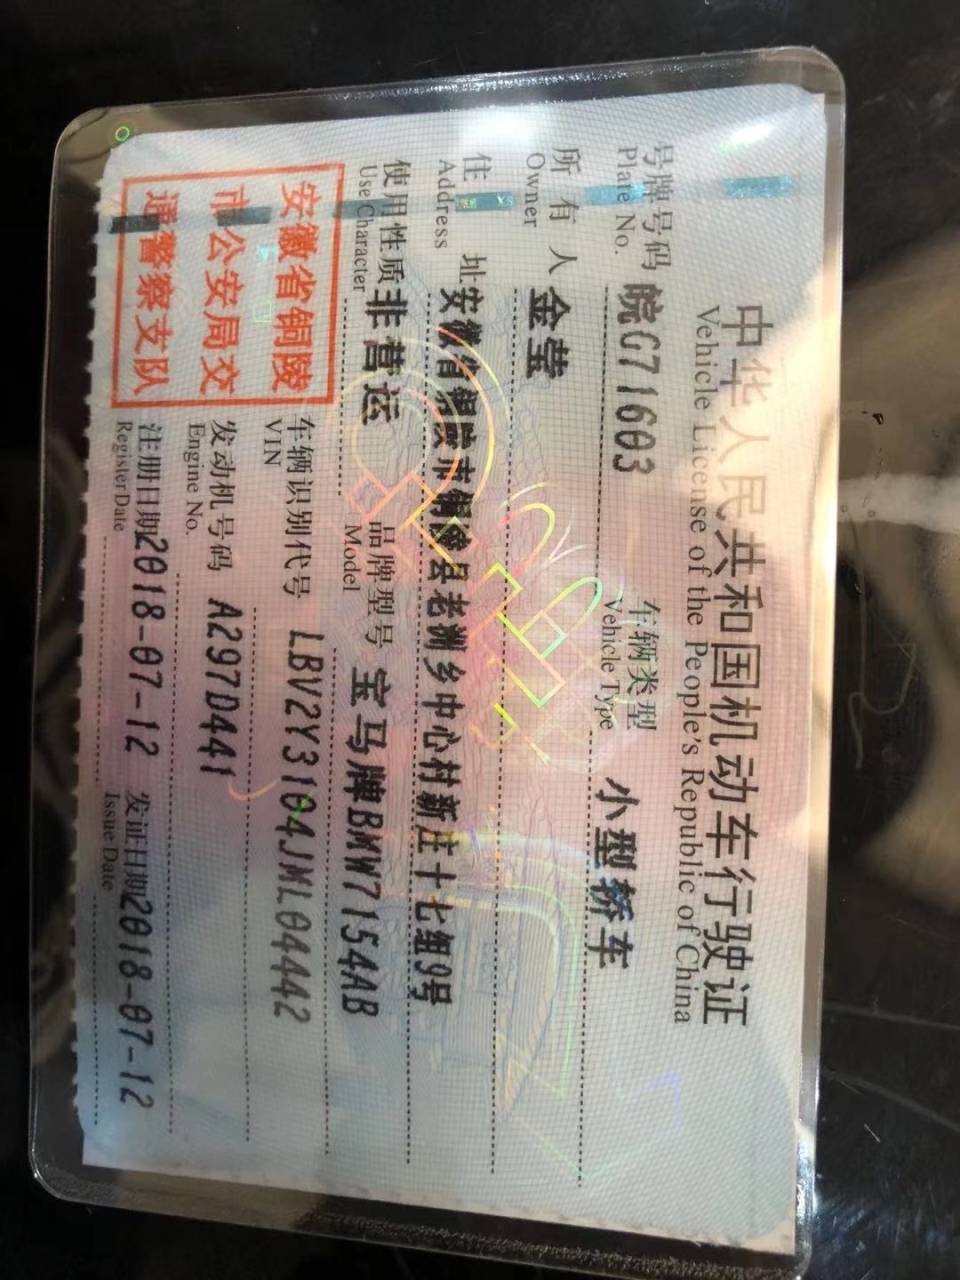 中华人民共和国机动车行驶证
Vehicle License of the People's Republic of China
号牌号码 皖G71603 车辆类型 小型轿车
Plate No. Vehicle Type
所有人 金莹
Owner
住址 安徽省铜陵市铜陵县老洲乡中心村新庄十七组9号
Address
使用性质 非营运 品牌型号 宝马牌BMW7154AB
Use Character Model
安徽省铜陵
市公安局交
通警察支队
车辆识别代号 LBV2Y3104JML04442
VIN
发动机号码 A297D441
Engine No.
注册日期 2018-07-12 发证日期 2018-07-12
Register Date Issue Date